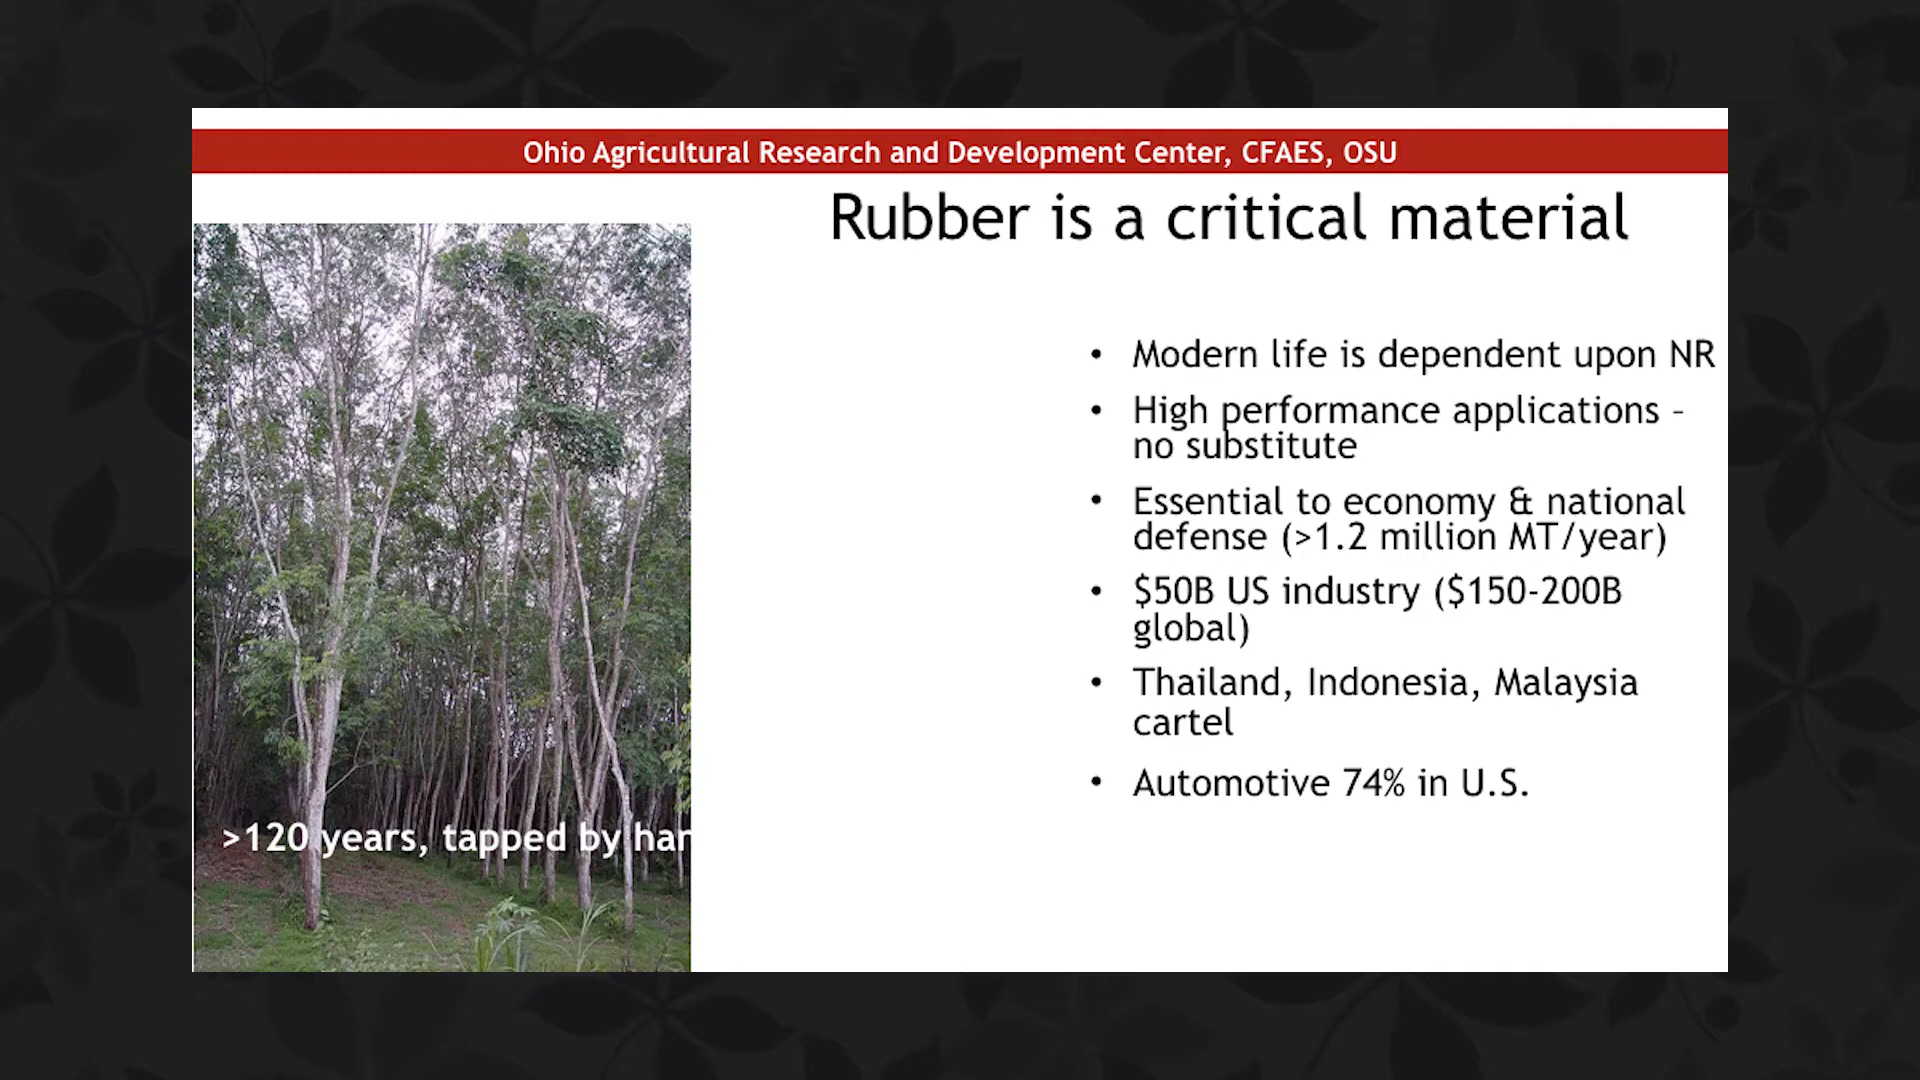 Ohio Agricultural Research and Development Center, CFAES, OSU
Rubber is a critical material
• Modern life is dependent upon NR
• High performance applications –
no substitute
• Essential to economy & national
defense (>1.2 million MT/year)
• $50B US industry ($150-200B
global)
• Thailand, Indonesia, Malaysia
cartel
• Automotive 74% in U.S.
>120 years, tapped by